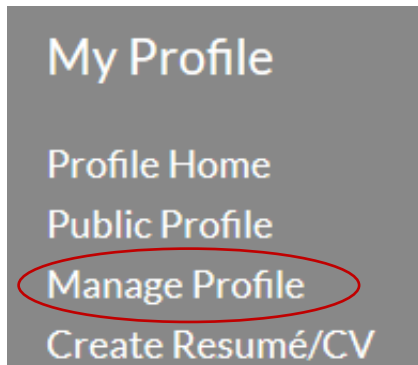 My Profile
Profile Home
Public Profile
Manage Profile
Create Resumé/CV